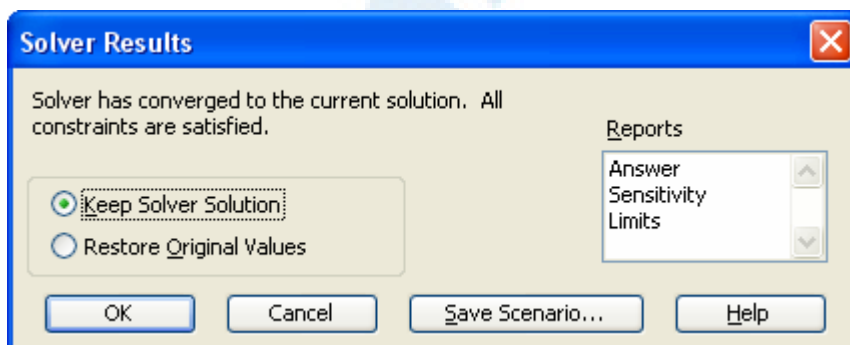 Solver Results
Solver has converged to the current solution. All
constraints are satisfied.
Reports
Answer
Sensitivity
Limits
Keep Solver Solution
Restore Original Values
OK
Cancel
Save Scenario...
Help